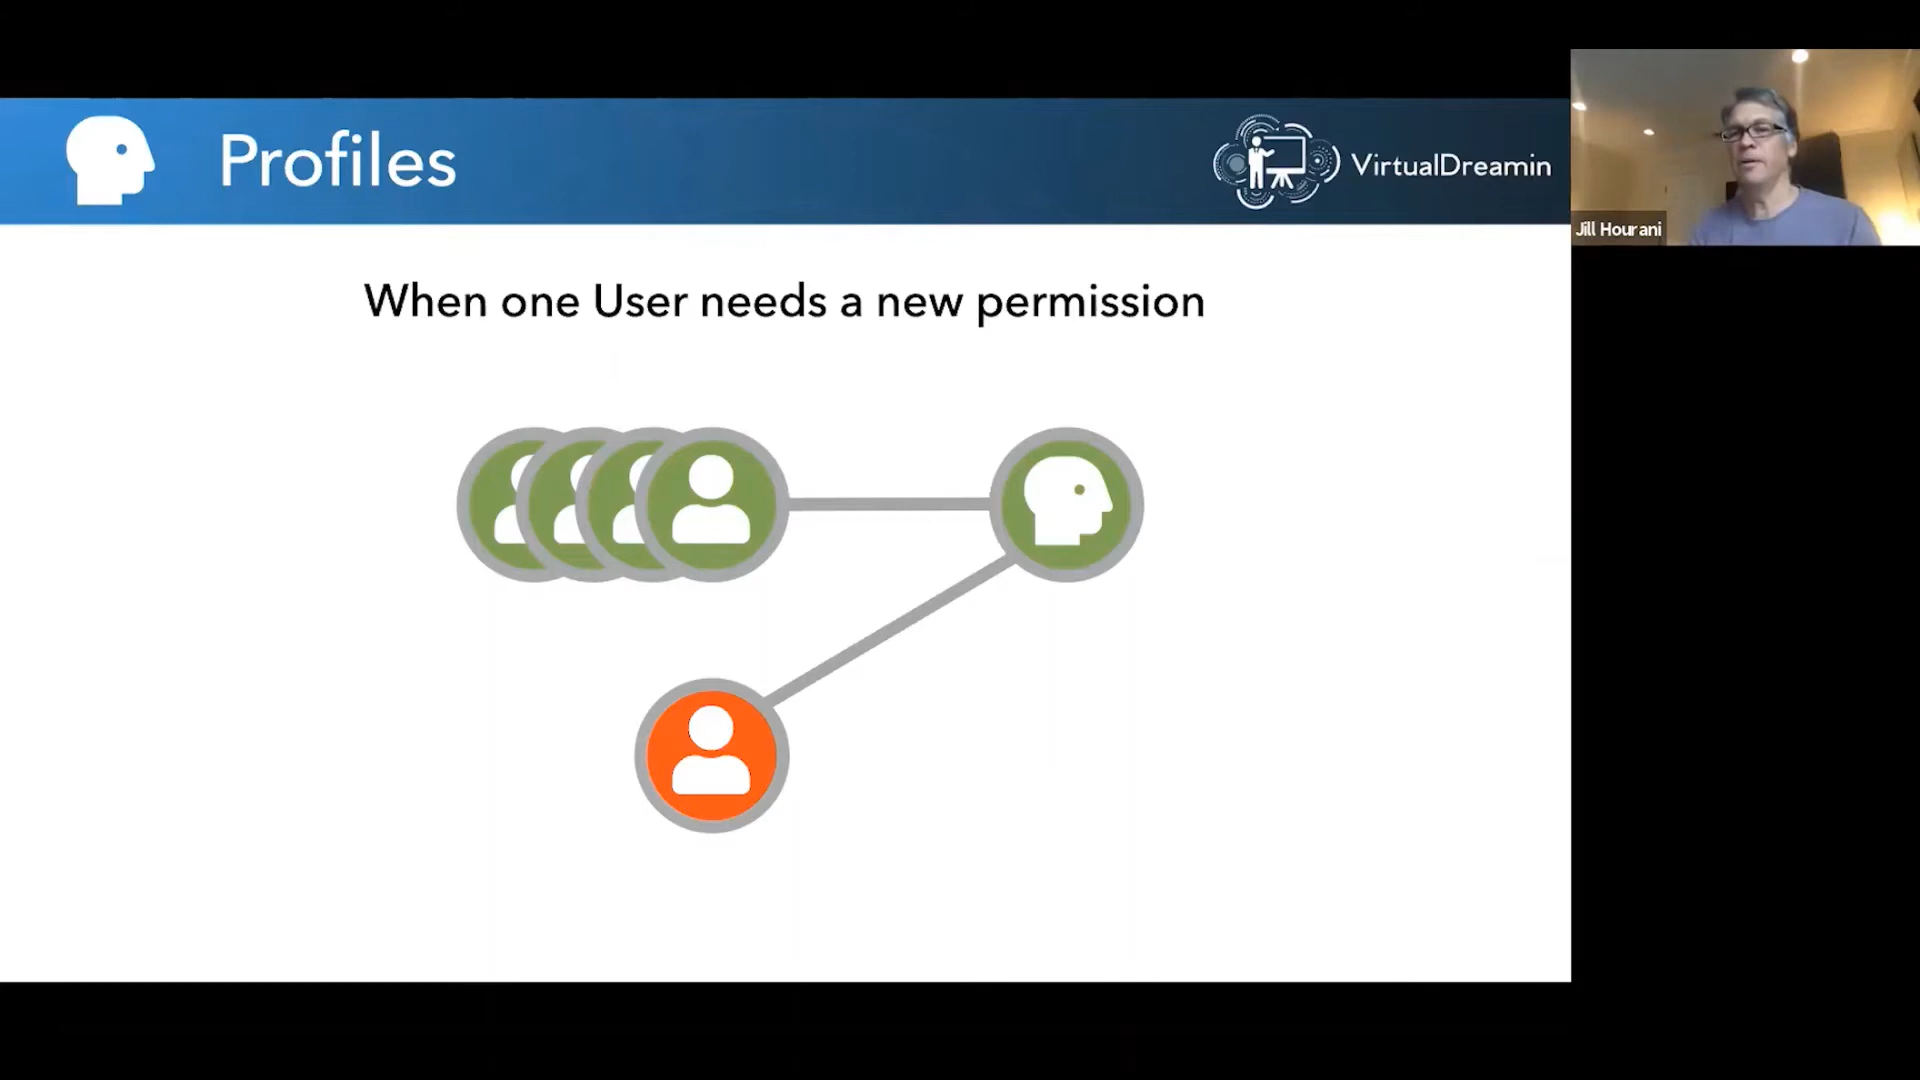 Profiles
VirtualDreamin
Jill Hourani
When one User needs a new permission